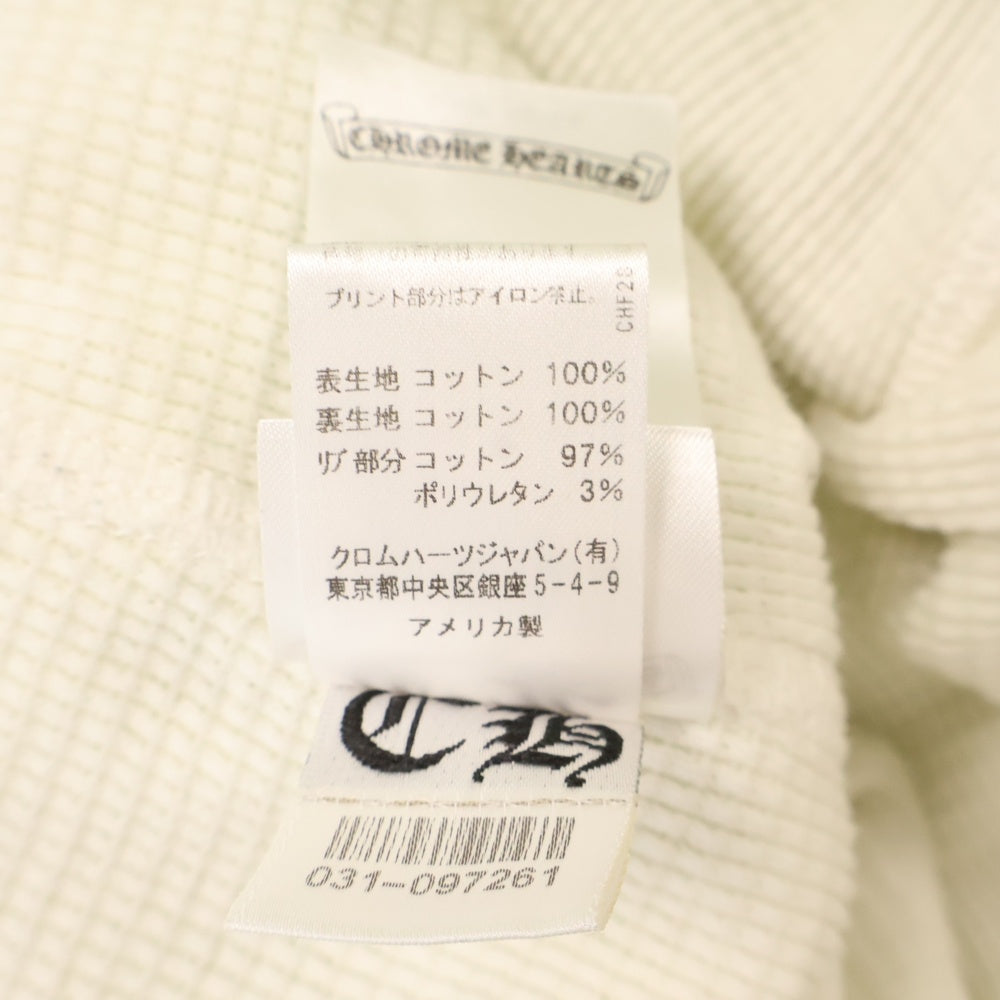 CHROME HEARTS
プリント部分はアイロン禁止。
表生地 コットン 100%
裏生地 コットン 100%
リブ部分 コットン 97%
ポリウレタン 3%
クロムハーツジャパン(有)
東京都中央区銀座5-4-9
アメリカ製
CH
031-097261